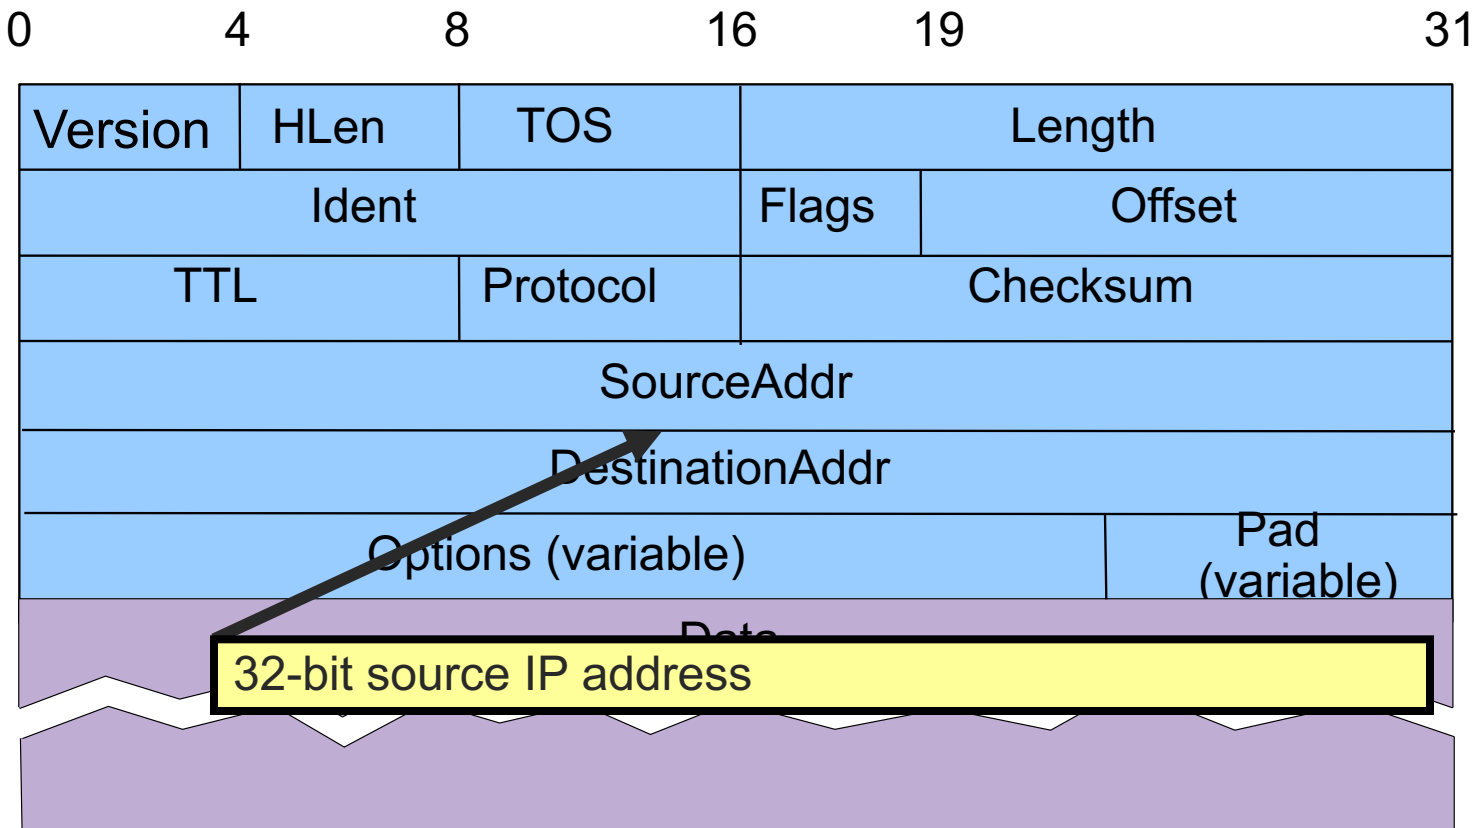 0 4 8 16 19 31
Version HLen TOS Length
Ident Flags Offset
TTL Protocol Checksum
SourceAddr
DestinationAddr
Options (variable) Pad
(variable)
Data
32-bit source IP address